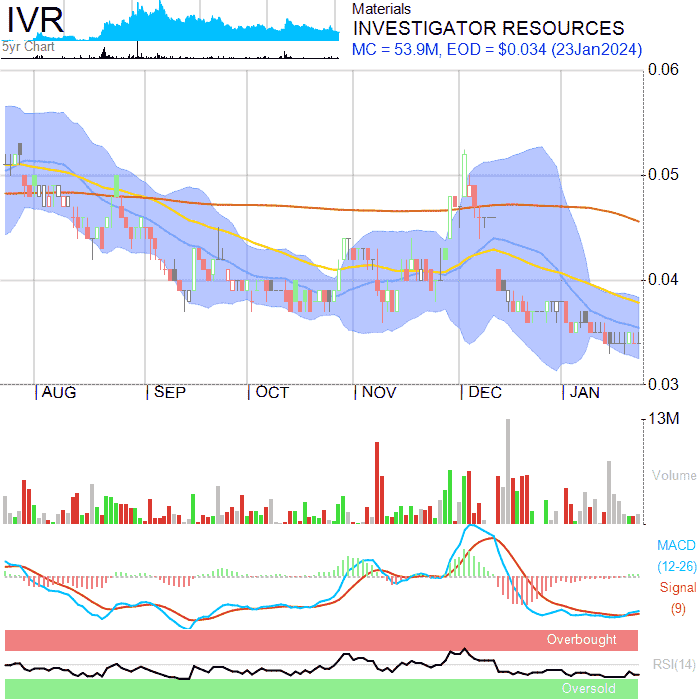 IVR
5yr Chart
Materials
INVESTIGATOR RESOURCES
MC = 53.9M, EOD = $0.034 (23Jan2024)
0.06
0.05
0.04
0.03
AUG SEP OCT NOV DEC JAN
13M
Volume
MACD
(12-26)
Signal
(9)
Overbought
RSI(14)
Oversold